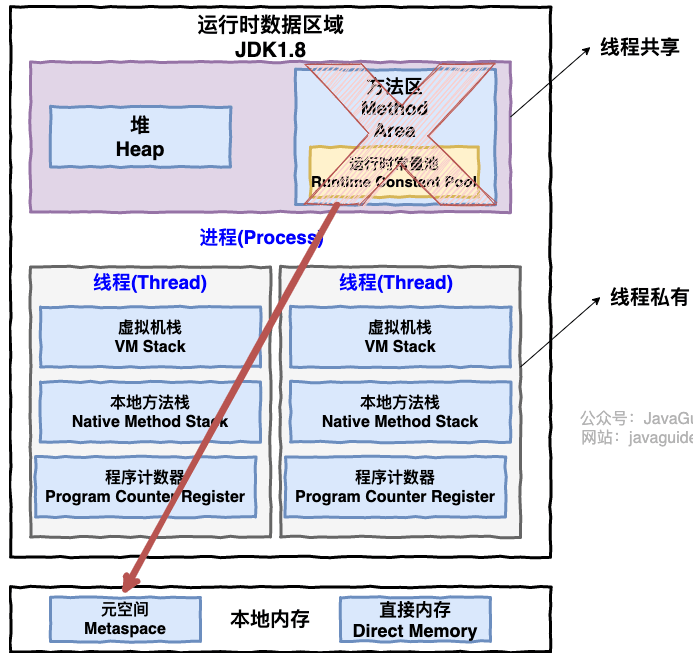 运行时数据区域
JDK1.8
线程共享
堆
Heap
方法区
Method
Area
运行时常量池
Runtime Constant Pool
进程(Process)
线程(Thread)
虚拟机栈
VM Stack
本地方法栈
Native Method Stack
程序计数器
Program Counter Register
线程(Thread)
虚拟机栈
VM Stack
本地方法栈
Native Method Stack
程序计数器
Program Counter Register
线程私有
公众号：JavaGu
网站：javaguide
元空间
Metaspace
本地内存
直接内存
Direct Memory